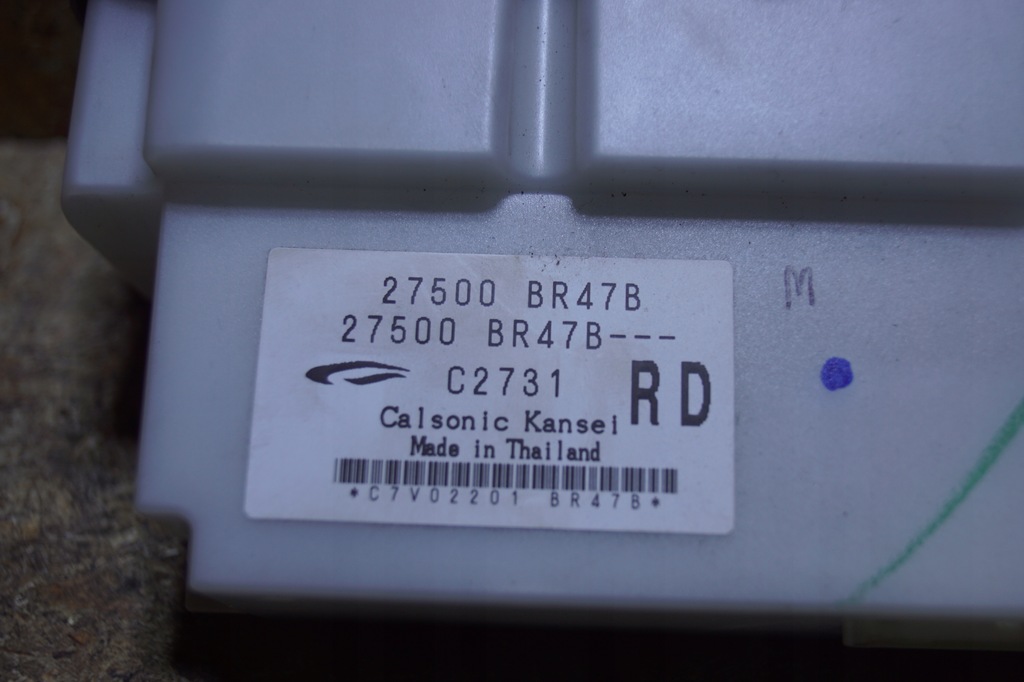 27500 BR47B
M
27500 BR47B---
C2731
RD
Calsonic Kansei
Made in Thailand
*C7V02201 BR47B*